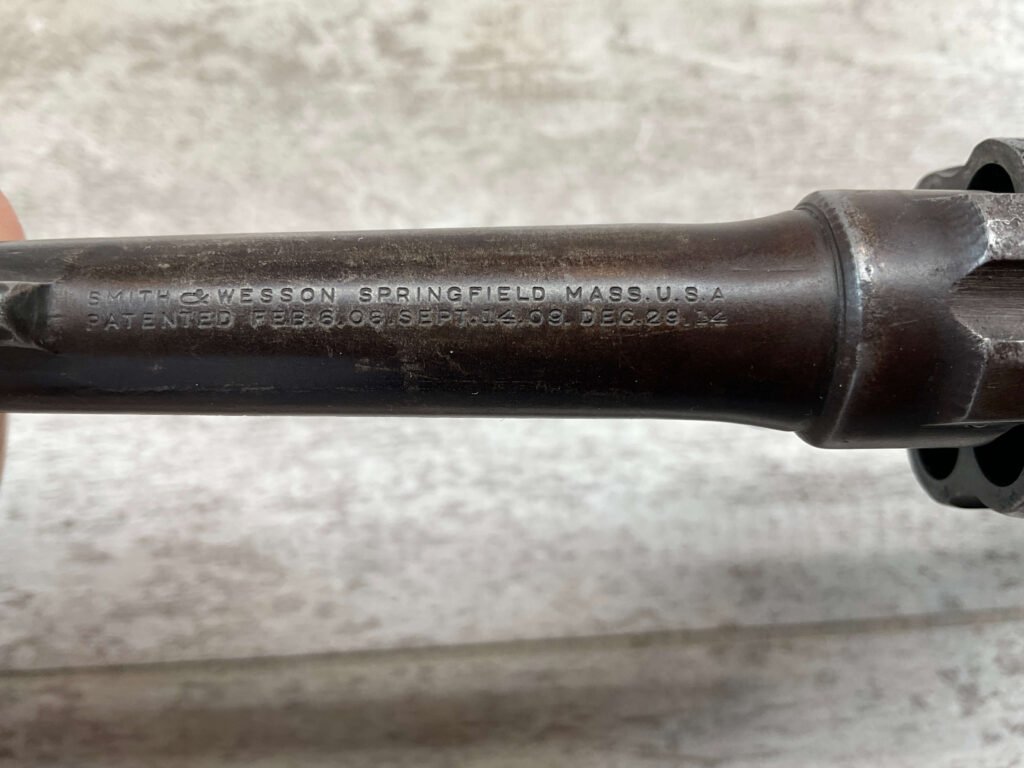 SMITH & WESSON SPRINGFIELD MASS. U.S.A
PATENTED FEB. 6. 06. SEPT. 14. 09. DEC. 29. 14